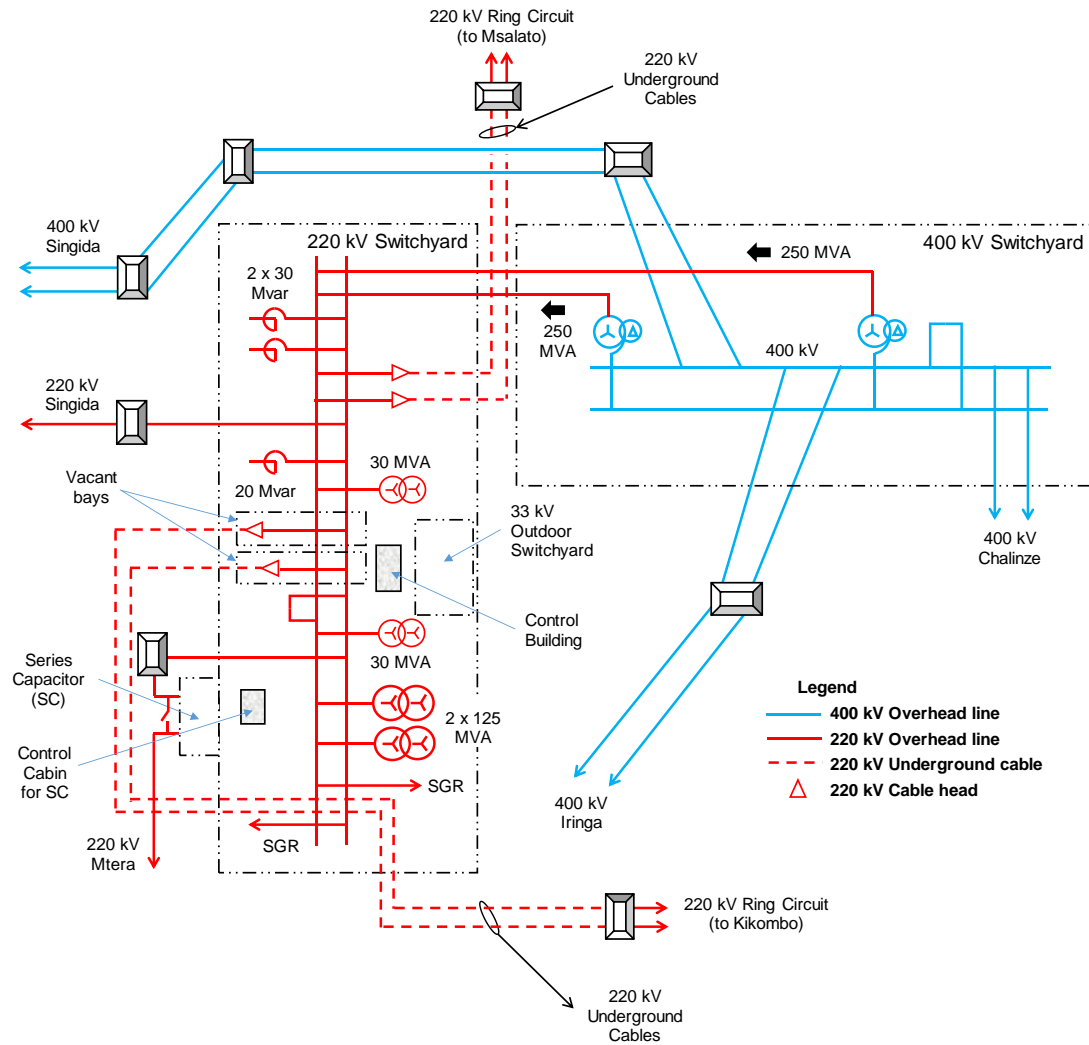 220 kV Ring Circuit
(to Msalato)
220 kV
Underground
Cables
400 kV
Singida
220 kV Switchyard
400 kV Switchyard
250 MVA
2 x 30
Mvar
250
MVA
400 kV
220 kV
Singida
30 MVA
Vacant
bays
20 Mvar
33 kV
Outdoor
Switchyard
400 kV
Chalinze
Control
Building
30 MVA
Series
Capacitor
(SC)
2 x 125
MVA
Control
Cabin
for SC
Legend
400 kV Overhead line
220 kV Overhead line
220 kV Underground cable
220 kV Cable head
SGR
400 kV
Iringa
220 kV
Mtera
SGR
220 kV Ring Circuit
(to Kikombo)
220 kV
Underground
Cables